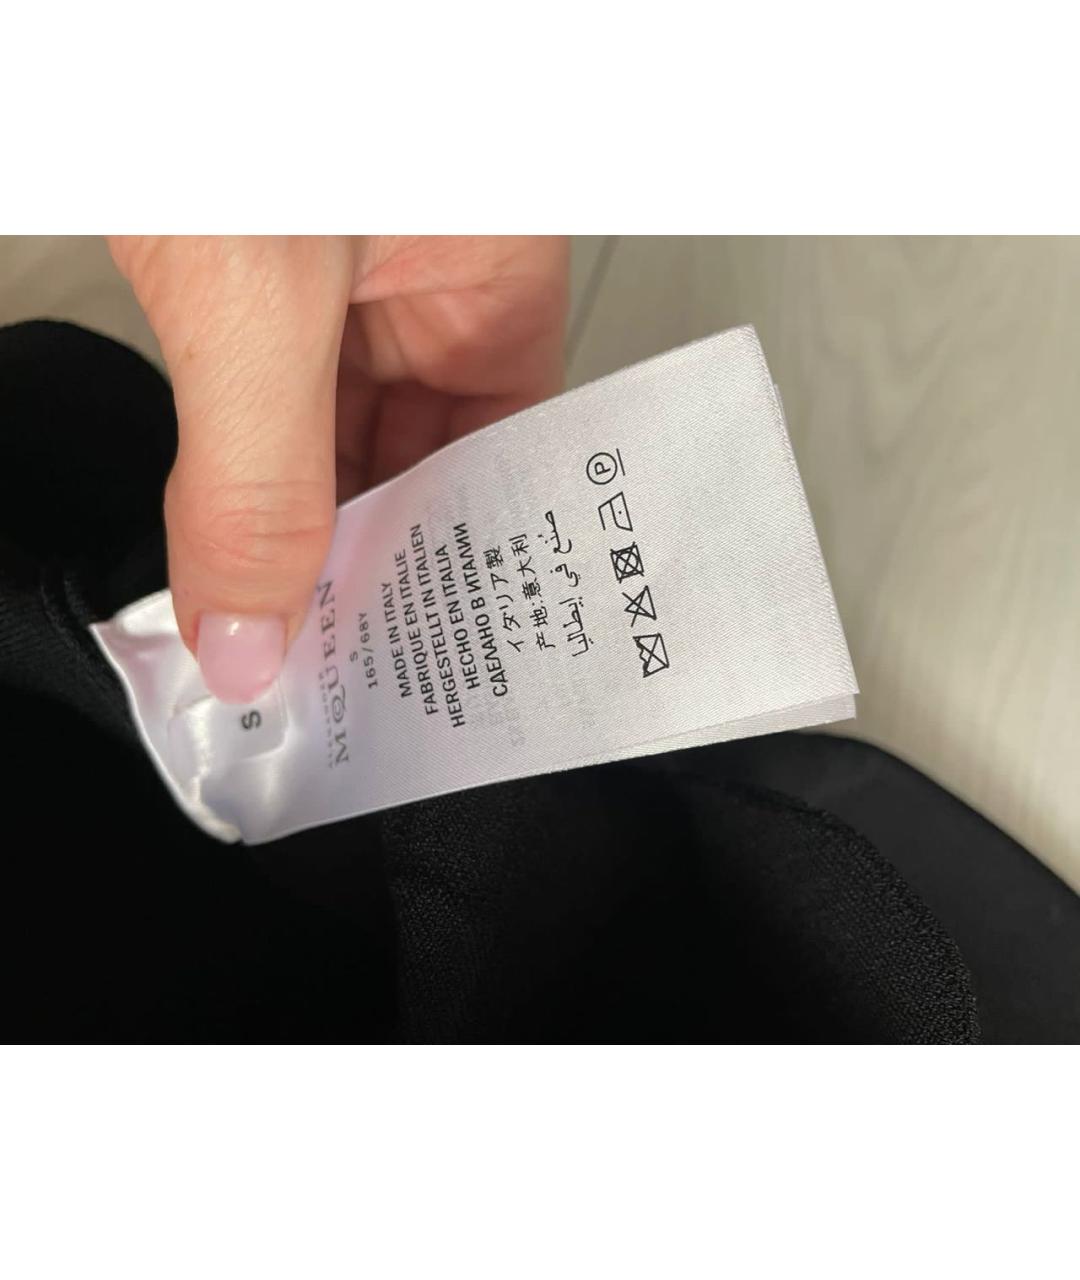 S
ALEXANDER
McQUEEN
S
165/68Y
MADE IN ITALY
FABRIQUE EN ITALIE
HERGESTELLT IN ITALIEN
HECHO EN ITALIA
СДЕЛАНО В ИТАЛИИ
イタリア製
产地:意大利
صنع في إيطاليا
P